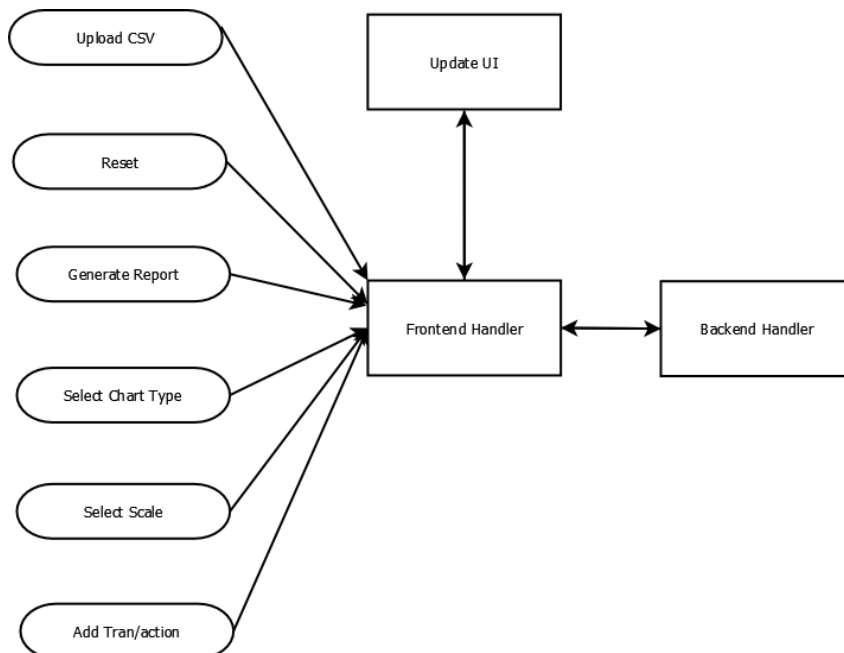 Upload CSV
Update UI
Reset
Generate Report
Frontend Handler
Backend Handler
Select Chart Type
Select Scale
Add Tran/action